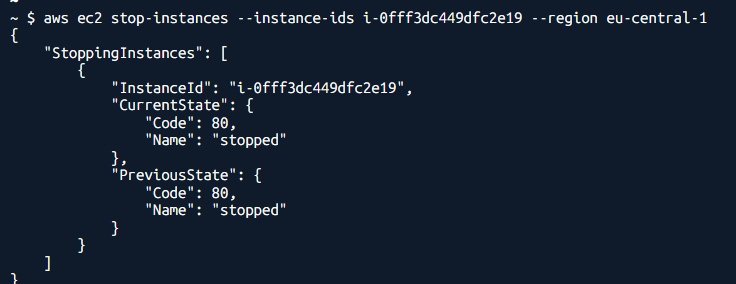 ~ $ aws ec2 stop-instances --instance-ids i-0fff3dc449dfc2e19 --region eu-central-1
{
    "StoppingInstances": [
        {
            "InstanceId": "i-0fff3dc449dfc2e19",
            "CurrentState": {
                "Code": 80,
                "Name": "stopped"
            },
            "PreviousState": {
                "Code": 80,
                "Name": "stopped"
            }
        }
    ]
}